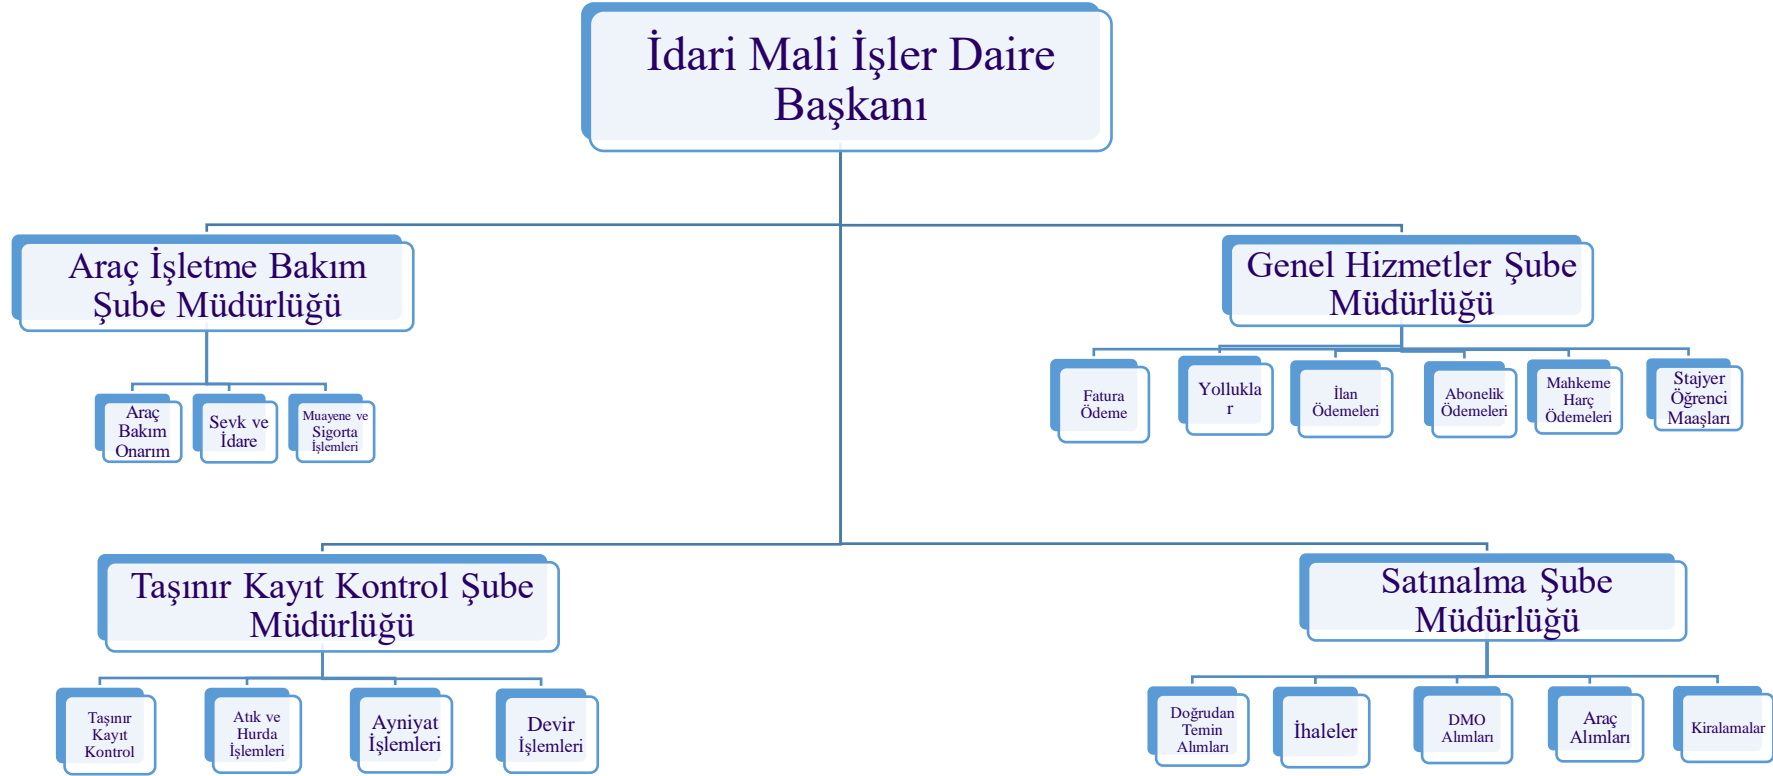 İdari Mali İşler Daire
Başkanı
Araç İşletme Bakım
Şube Müdürlüğü
Genel Hizmetler Şube
Müdürlüğü
Araç
Bakım
Onarım
Sevk ve
İdare
Muayene ve
Sigorta
İşlemleri
Fatura
Ödeme
Yollukla
r
İlan
Ödemeleri
Abonelik
Ödemeleri
Mahkeme
Harç
Ödemeleri
Stajyer
Öğrenci
Maaşları
Taşınır Kayıt Kontrol Şube
Müdürlüğü
Satınalma Şube
Müdürlüğü
Taşınır
Kayıt
Kontrol
Atık ve
Hurda
İşlemleri
Ayniyat
İşlemleri
Devir
İşlemleri
Doğrudan
Temin
Alımları
İhaleler
DMO
Alımları
Araç
Alımları
Kiralamalar